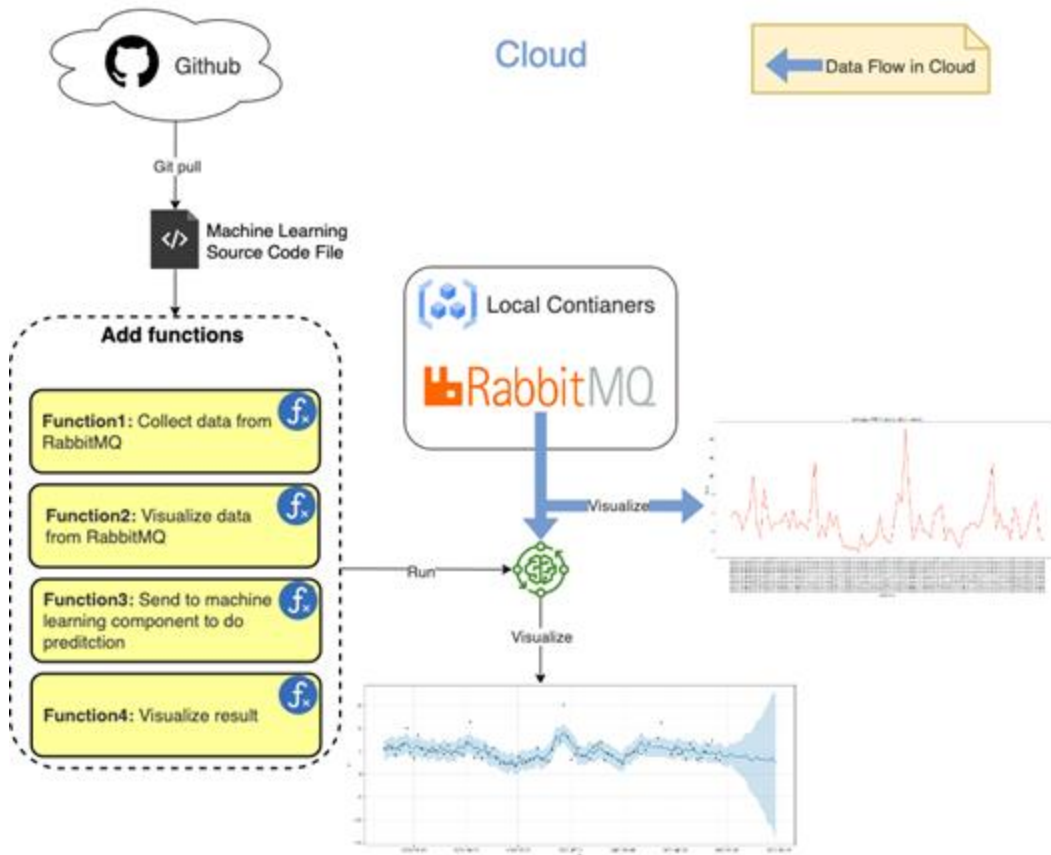 Github
Cloud
Data Flow in Cloud
Git pull
Machine Learning
Source Code File
Add functions
Function1: Collect data from
RabbitMQ
Function2: Visualize data
from RabbitMQ
Function3: Send to machine
learning component to do
preditction
Function4: Visualize result
Local Contianers
RabbitMQ
Visualize
Run
Visualize